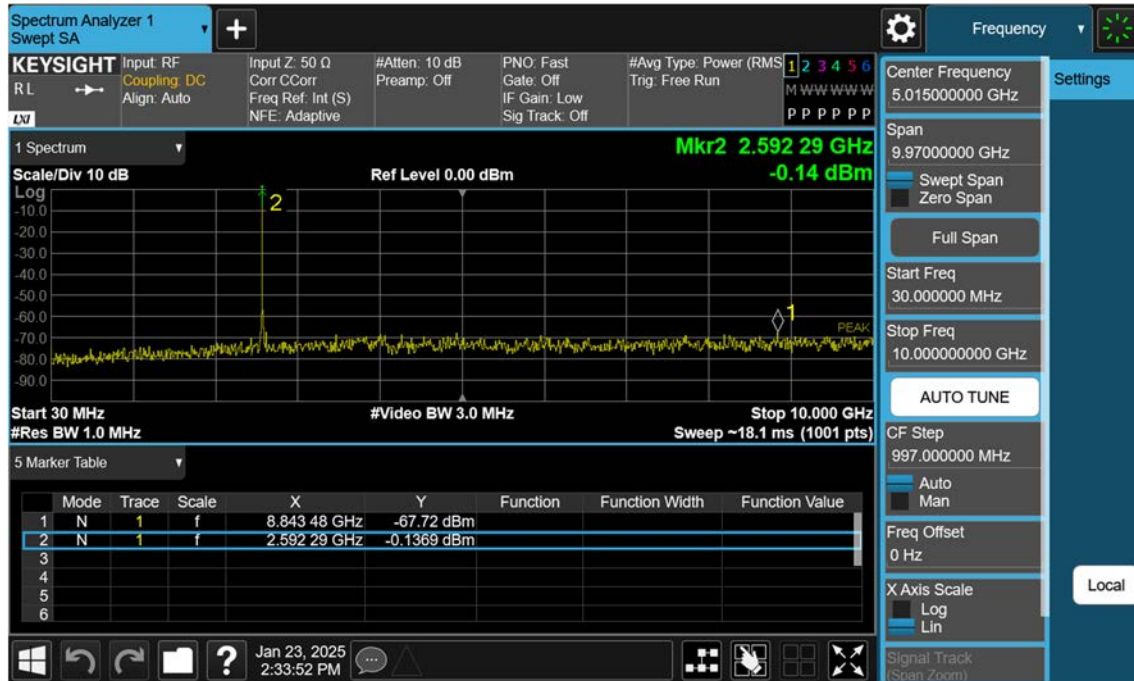 Spectrum Analyzer 1
Swept SA
Frequency
KEYSIGHT
RL
LXI
Input: RF
Coupling: DC
Align: Auto
Input Z: 50 Ω
Corr CCorr
Freq Ref: Int (S)
NFE: Adaptive
#Atten: 10 dB
Preamp: Off
PNO: Fast
Gate: Off
IF Gain: Low
Sig Track: Off
#Avg Type: Power (RMS
Trig: Free Run
1 2 3 4 5 6
M W W W W W
P P P P P P
1 Spectrum
Mkr2 2.592 29 GHz
Scale/Div 10 dB
Ref Level 0.00 dBm
-0.14 dBm
Log
2
-10.0
-20.0
-30.0
-40.0
-50.0
-60.0
1
-70.0
PEAK
-80.0
-90.0
Start 30 MHz
#Video BW 3.0 MHz
Stop 10.000 GHz
#Res BW 1.0 MHz
Sweep ~18.1 ms (1001 pts)
5 Marker Table
Mode Trace Scale X Y Function Function Width Function Value
1 N 1 f 8.843 48 GHz -67.72 dBm
2 N 1 f 2.592 29 GHz -0.1369 dBm
3
4
5
6
Jan 23, 2025
2:33:52 PM
Center Frequency
5.015000000 GHz
Span
9.97000000 GHz
Swept Span
Zero Span
Full Span
Start Freq
30.000000 MHz
Stop Freq
10.000000000 GHz
AUTO TUNE
CF Step
997.000000 MHz
Auto
Man
Freq Offset
0 Hz
X Axis Scale
Log
Lin
Signal Track
(Span Zoom)
Settings
Local